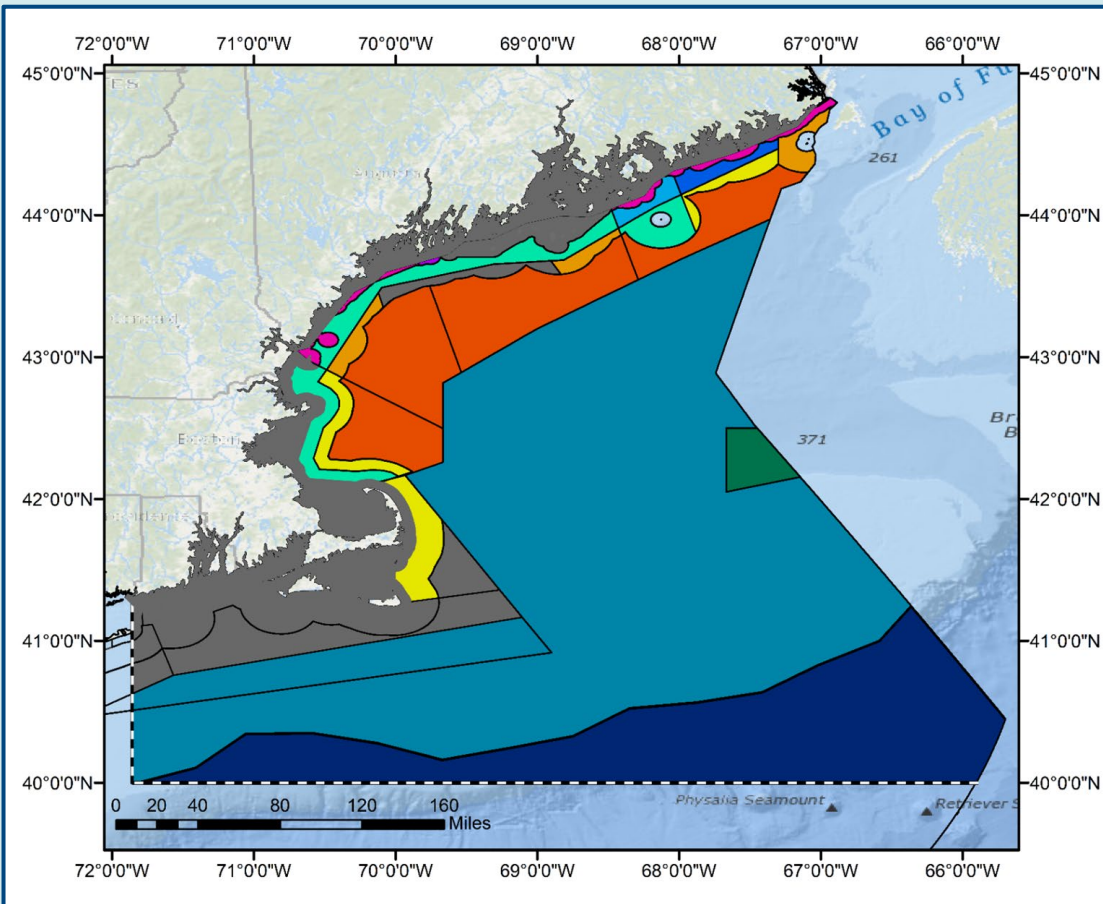 72°0'0"W 71°0'0"W 70°0'0"W 69°0'0"W 68°0'0"W 67°0'0"W 66°0'0"W
45°0'0"N 45°0'0"N
Bay of Fu
261
Augusta
44°0'0"N 44°0'0"N
Concord
43°0'0"N 43°0'0"N
Br
B
Boston
371
42°0'0"N 42°0'0"N
41°0'0"N 41°0'0"N
40°0'0"N 40°0'0"N
0 20 40 80 120 160
Miles
Physalia Seamount
Retriever S
72°0'0"W 71°0'0"W 70°0'0"W 69°0'0"W 68°0'0"W 67°0'0"W 66°0'0"W